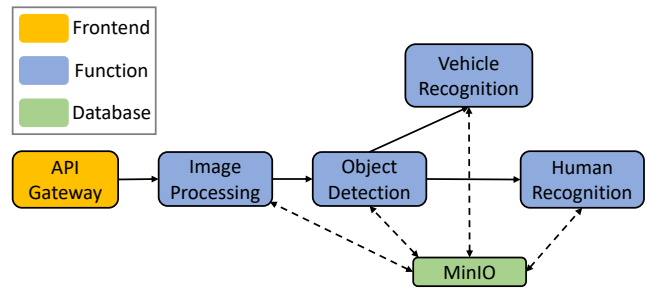 Frontend
Function
Database
Vehicle
Recognition
API
Gateway
Image
Processing
Object
Detection
Human
Recognition
MinIO